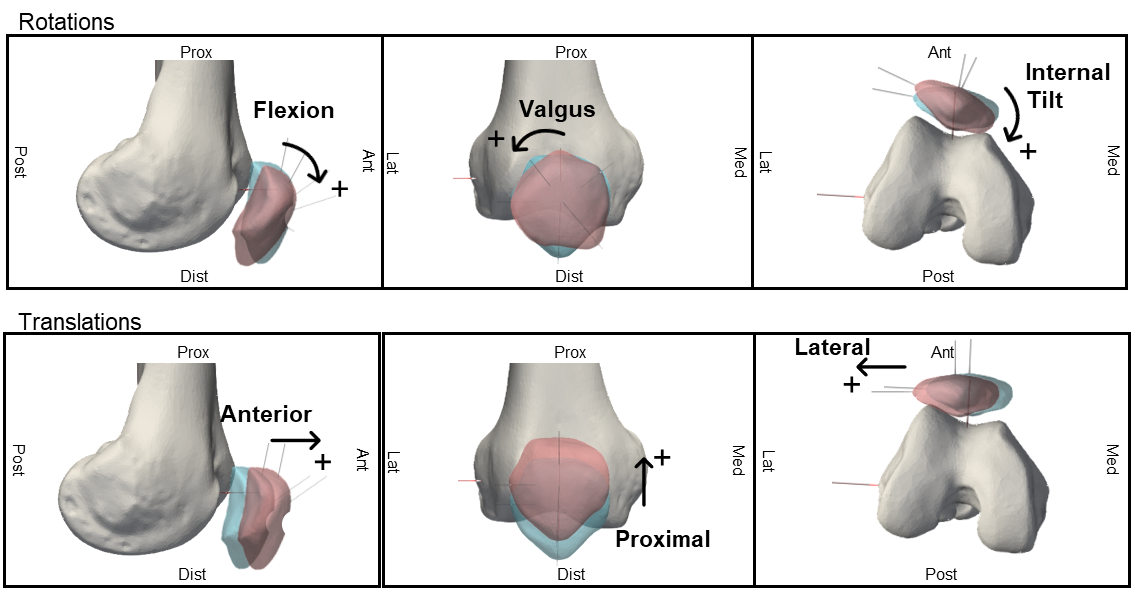 Rotations
Prox
Flexion
+
Post
Ant
Dist
Prox
Valgus
+
Lat
Med
Dist
Ant
Internal
Tilt
+
Lat
Med
Post
Translations
Prox
Anterior
+
Post
Ant
Dist
Prox
+
Lat
Med
Proximal
Dist
Lateral
Ant
+
Lat
Med
Post